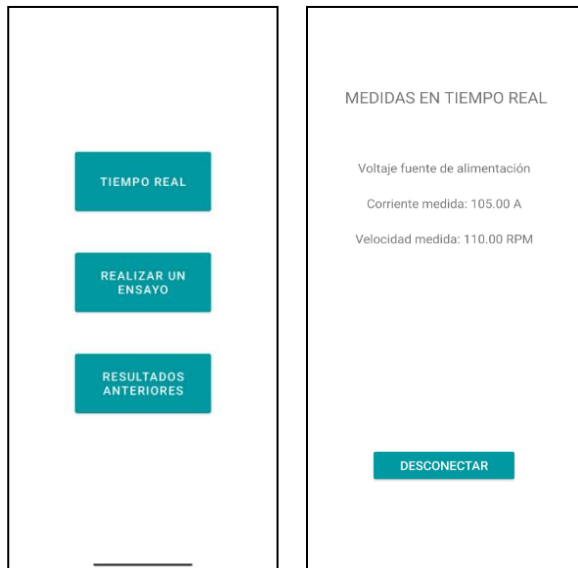 TIEMPO REAL
REALIZAR UN
ENSAYO
RESULTADOS
ANTERIORES
MEDIDAS EN TIEMPO REAL
Voltaje fuente de alimentación
Corriente medida: 105.00 A
Velocidad medida: 110.00 RPM
DESCONECTAR